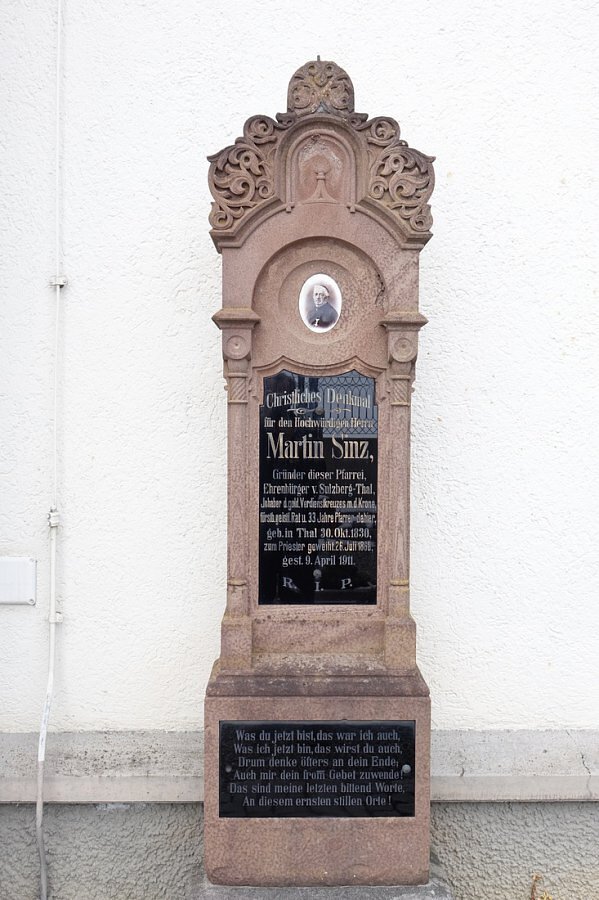 Christliches Denkmal
für den Hochwürdigen Herrn
Martin Sinz,
Gründer dieser Pfarrei,
Ehrenbürger v. Sulzberg-Thal,
Jnhaber d. gold. Verdienstkreuzes m. d. Krone,
fürstb. geistl. Rat u. 33 Jahre Pfarrer dahier,
geb. in Thal 30. Okt. 1830,
zum Priester geweiht 26. Juli
gest. 9. April 1911.
R. I. P.
Was du jetzt bist, das war ich auch,
Was ich jetzt bin, das wirst du auch,
Drum denke öfters an dein Ende,
Auch mir dein from̅ Gebet zuwende!
Das sind meine letzten bittend Worte,
An diesem ernsten stillen Orte!